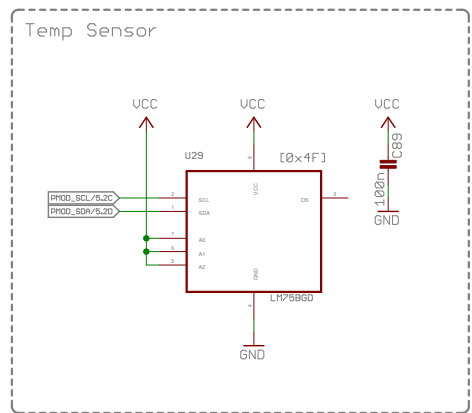 Temp Sensor
VCC
VCC
VCC
U29
[0x4F]
C89
100n
GND
PMOD_SCL/5.2C
PMOD_SDA/5.2D
2
1
7
6
5
SCL
SDA
A0
A1
A2
8
VCC
OS
3
GND
4
LM75BGD
GND